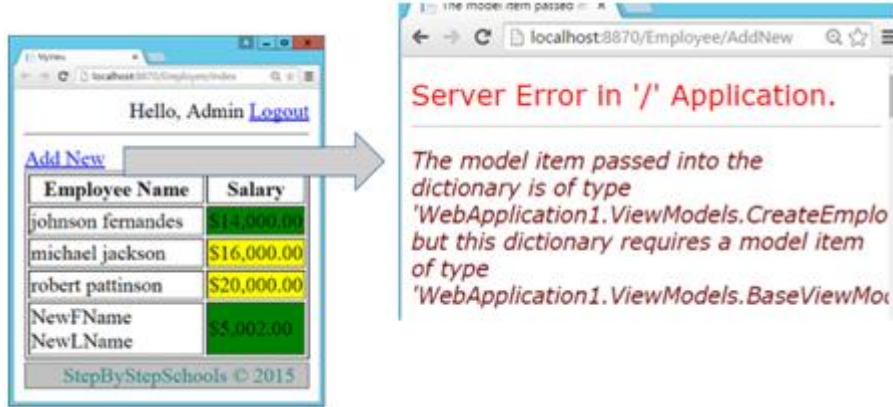 MyView
localhost:8870/Employee/Index
Hello, Admin Logout
Add New
Employee Name Salary
johnson fernandes $14,000.00
michael jackson $16,000.00
robert pattinson $20,000.00
NewFName
NewLName
$5,002.00
StepByStepSchools © 2015
The model item passed in
localhost:8870/Employee/AddNew
Server Error in '/' Application.
The model item passed into the
dictionary is of type
'WebApplication1.ViewModels.CreateEmplo
but this dictionary requires a model item
of type
'WebApplication1.ViewModels.BaseViewMo